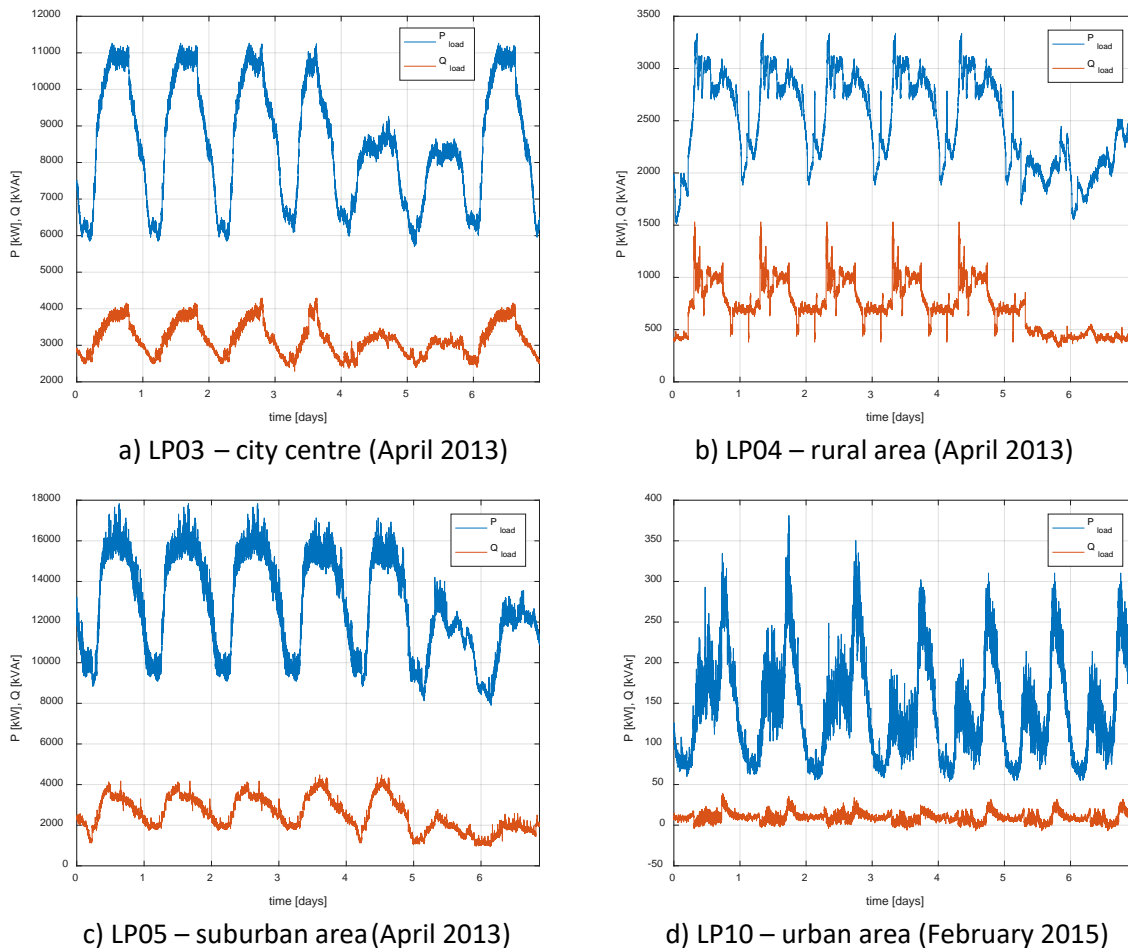 12000
11000
10000
9000
8000
7000
6000
5000
4000
3000
2000
P [kW], Q [kVAr]
P load
Q load
0 1 2 3 4 5 6
time [days]
a) LP03 – city centre (April 2013)
3500
3000
2500
2000
1500
1000
500
0
P [kW], Q [kVAr]
P load
Q load
0 1 2 3 4 5 6
time [days]
b) LP04 – rural area (April 2013)
18000
16000
14000
12000
10000
8000
6000
4000
2000
0
P [kW], Q [kVAr]
P load
Q load
0 1 2 3 4 5 6
time [days]
c) LP05 – suburban area (April 2013)
400
350
300
250
200
150
100
50
0
-50
P [kW], Q [kVAr]
P load
Q load
0 1 2 3 4 5 6
time [days]
d) LP10 – urban area (February 2015)